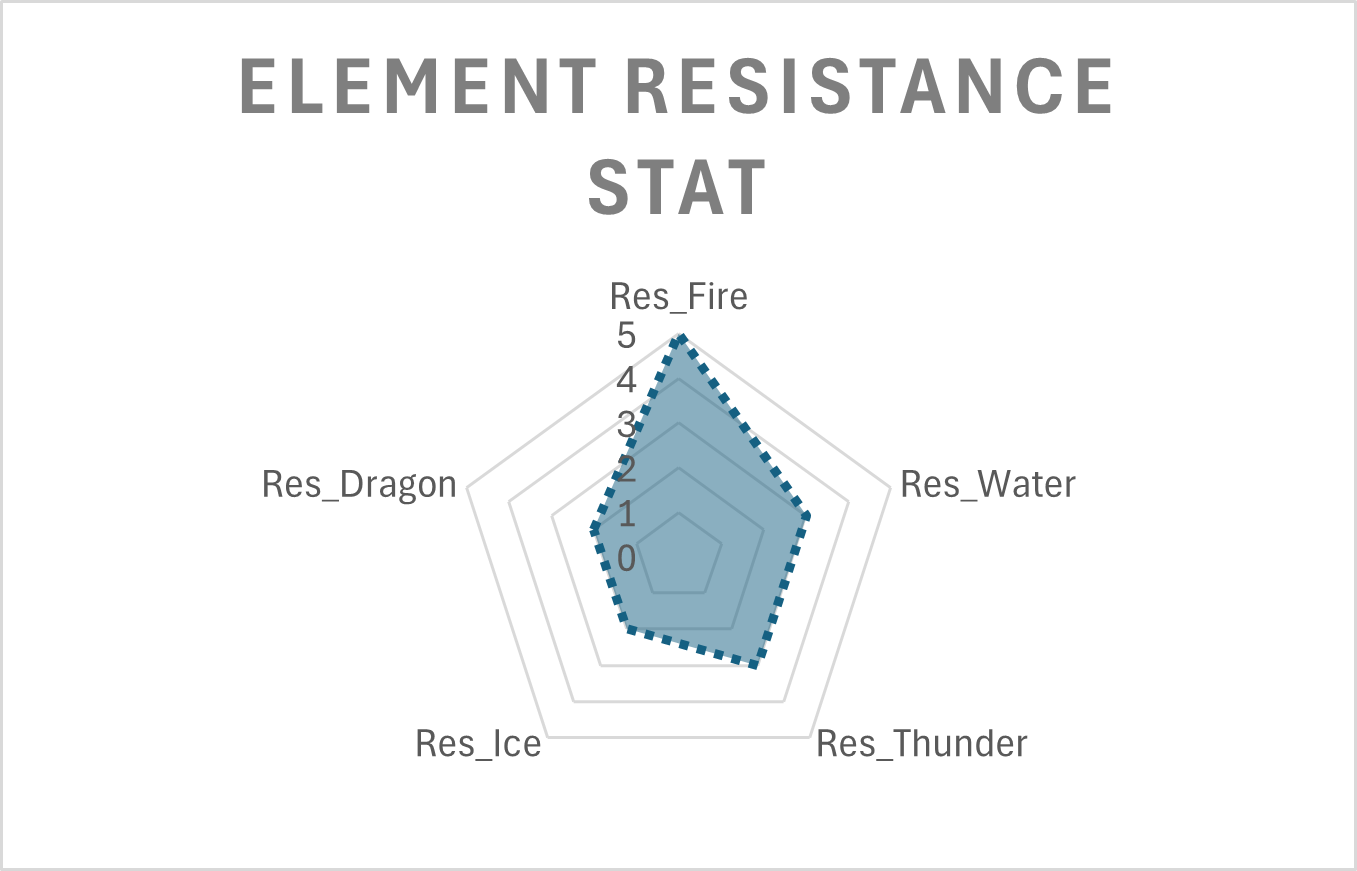 ELEMENT RESISTANCE
STAT
Res_Fire
5
4
3
2
1
0
Res_Water
Res_Thunder
Res_Ice
Res_Dragon